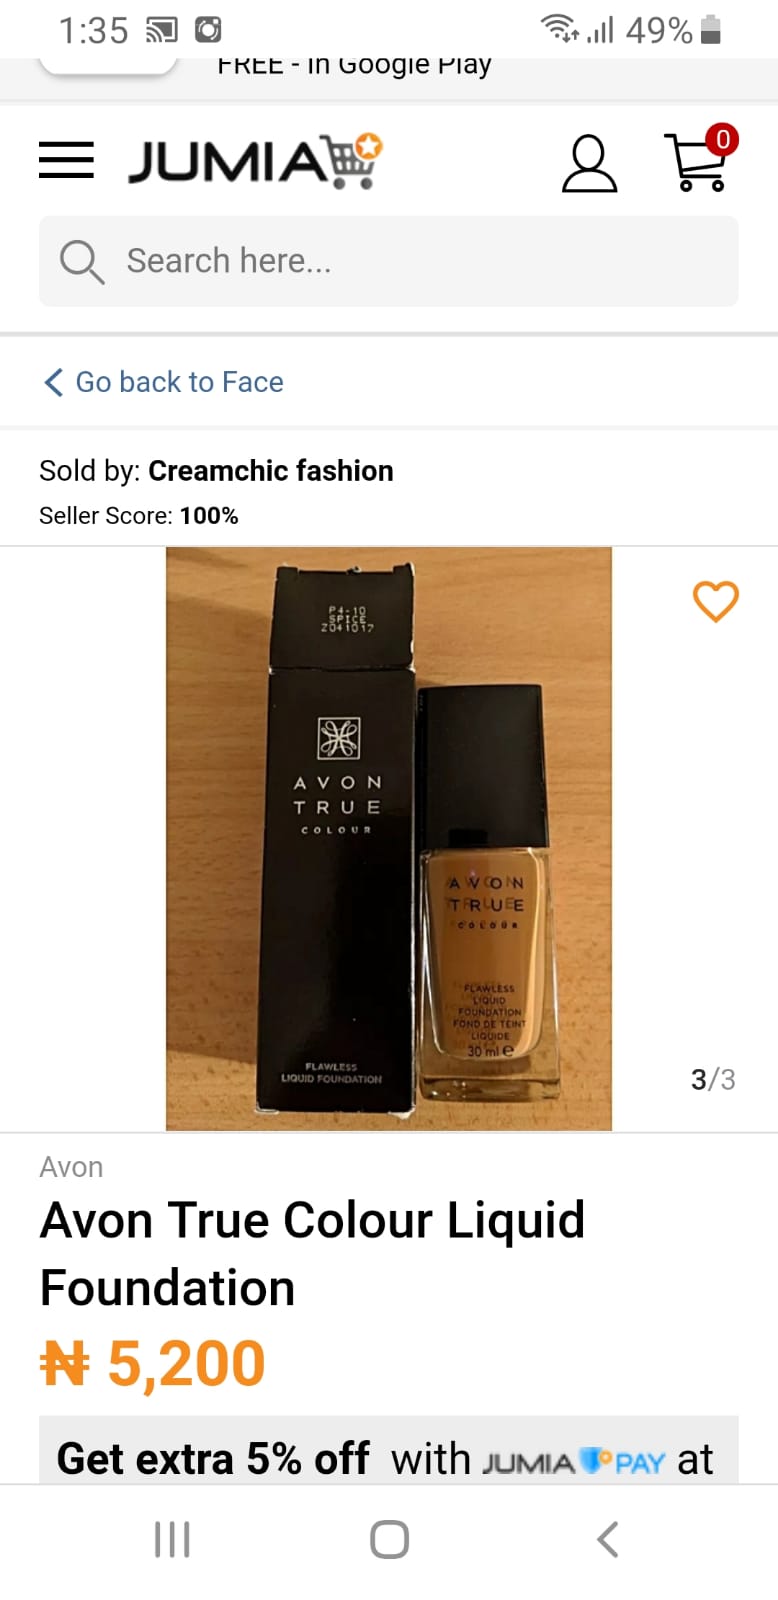 1:35
49%
FREE - In Google Play
JUMIA
0
Search here...
Go back to Face
Sold by: Creamchic fashion
Seller Score: 100%
P4-10
SPICE
Z041017
AVON
TRUE
COLOUR
FLAWLESS
LIQUID FOUNDATION
AVON
TRUE
COLOUR
FLAWLESS
LIQUID
FOUNDATION
FOND DE TEINT
LIQUIDE
30 ml e
3/3
Avon
Avon True Colour Liquid
Foundation
₦ 5,200
Get extra 5% off with JUMIA PAY at